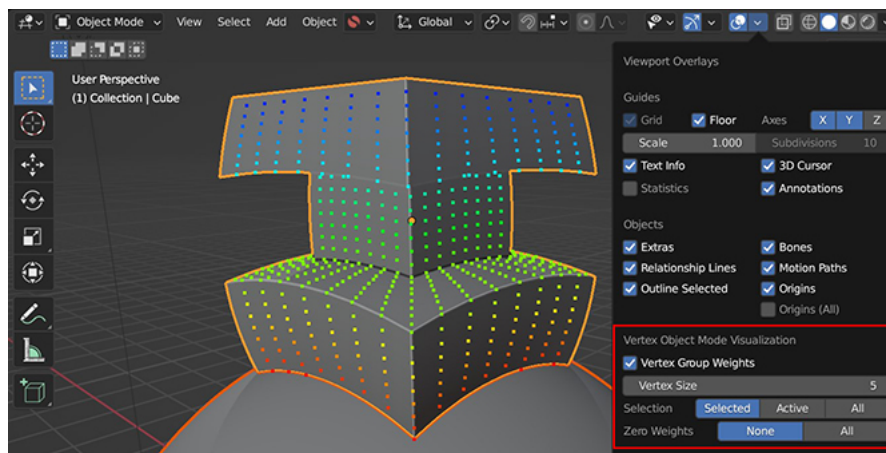 Object Mode View Select Add Object Global
User Perspective
(1) Collection | Cube
Viewport Overlays
Guides
Grid Floor Axes X Y Z
Scale 1.000 Subdivisions 10
Text Info 3D Cursor
Statistics Annotations
Objects
Extras Bones
Relationship Lines Motion Paths
Outline Selected Origins
Origins (All)
Vertex Object Mode Visualization
Vertex Group Weights
Vertex Size 5
Selection Selected Active All
Zero Weights None All